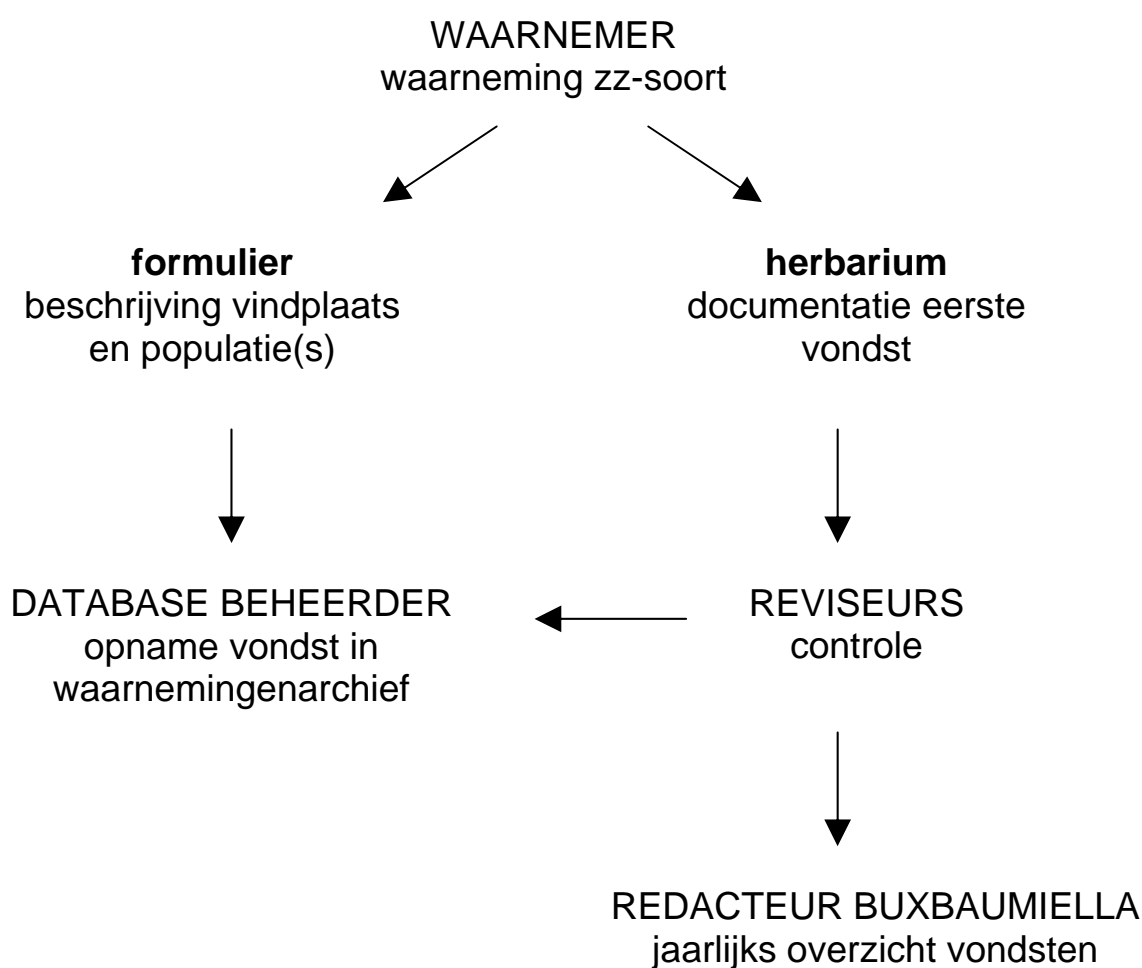 WAARNEMER
waarneming zz-soort
formulier
beschrijving vindplaats
en populatie(s)
herbarium
documentatie eerste
vondst
DATABASE BEHEERDER
opname vondst in
waarnemingenarchief
REVISEURS
controle
REDACTEUR BUXBAUMIELLA
jaarlijks overzicht vondsten